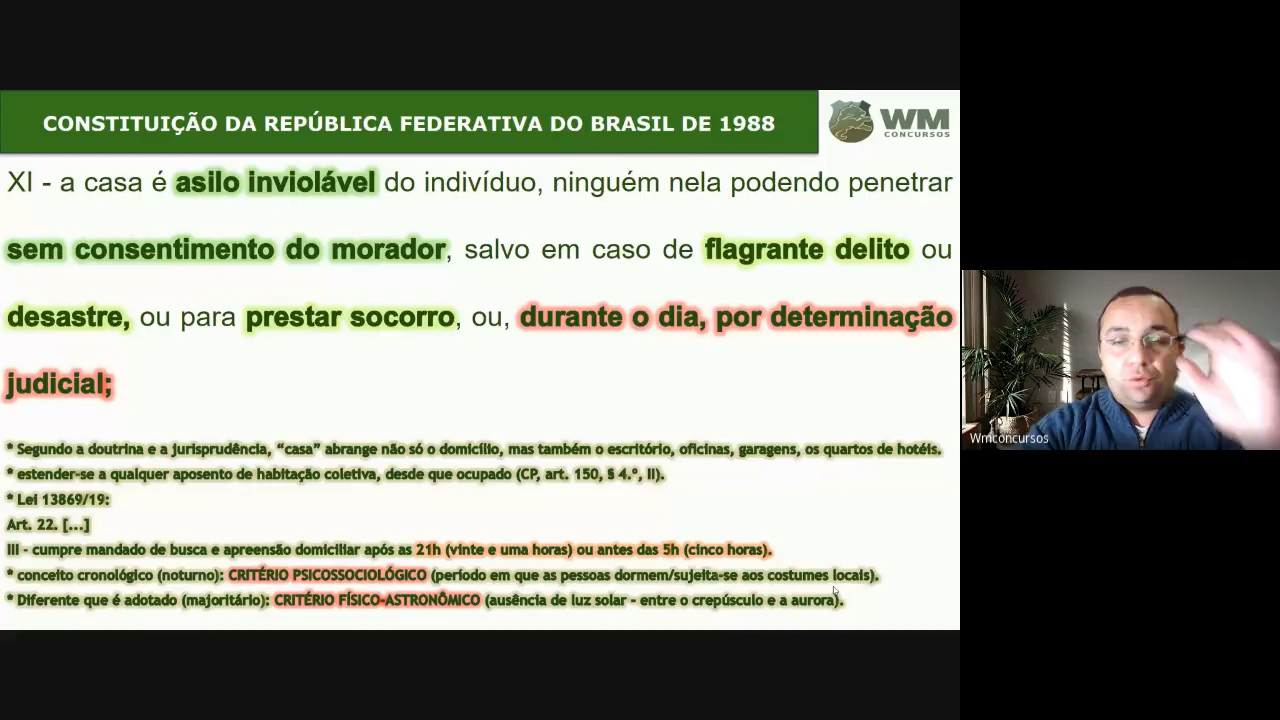 CONSTITUIÇÃO DA REPÚBLICA FEDERATIVA DO BRASIL DE 1988
WM
CONCURSOS
XI - a casa é asilo inviolável do indivíduo, ninguém nela podendo penetrar
sem consentimento do morador, salvo em caso de flagrante delito ou
desastre, ou para prestar socorro, ou, durante o dia, por determinação
judicial;
* Segundo a doutrina e a jurisprudência, “casa” abrange não só o domicílio, mas também o escritório, oficinas, garagens, os quartos de hotéis.
* estender-se a qualquer aposento de habitação coletiva, desde que ocupado (CP, art. 150, § 4.º, II).
* Lei 13869/19:
Art. 22. [...]
III - cumpre mandado de busca e apreensão domiciliar após as 21h (vinte e uma horas) ou antes das 5h (cinco horas).
* conceito cronológico (noturno): CRITÉRIO PSICOSSOCIOLÓGICO (período em que as pessoas dormem/sujeita-se aos costumes locais).
* Diferente que é adotado (majoritário): CRITÉRIO FÍSICO-ASTRONÔMICO (ausência de luz solar - entre o crepúsculo e a aurora).
Wmconcursos